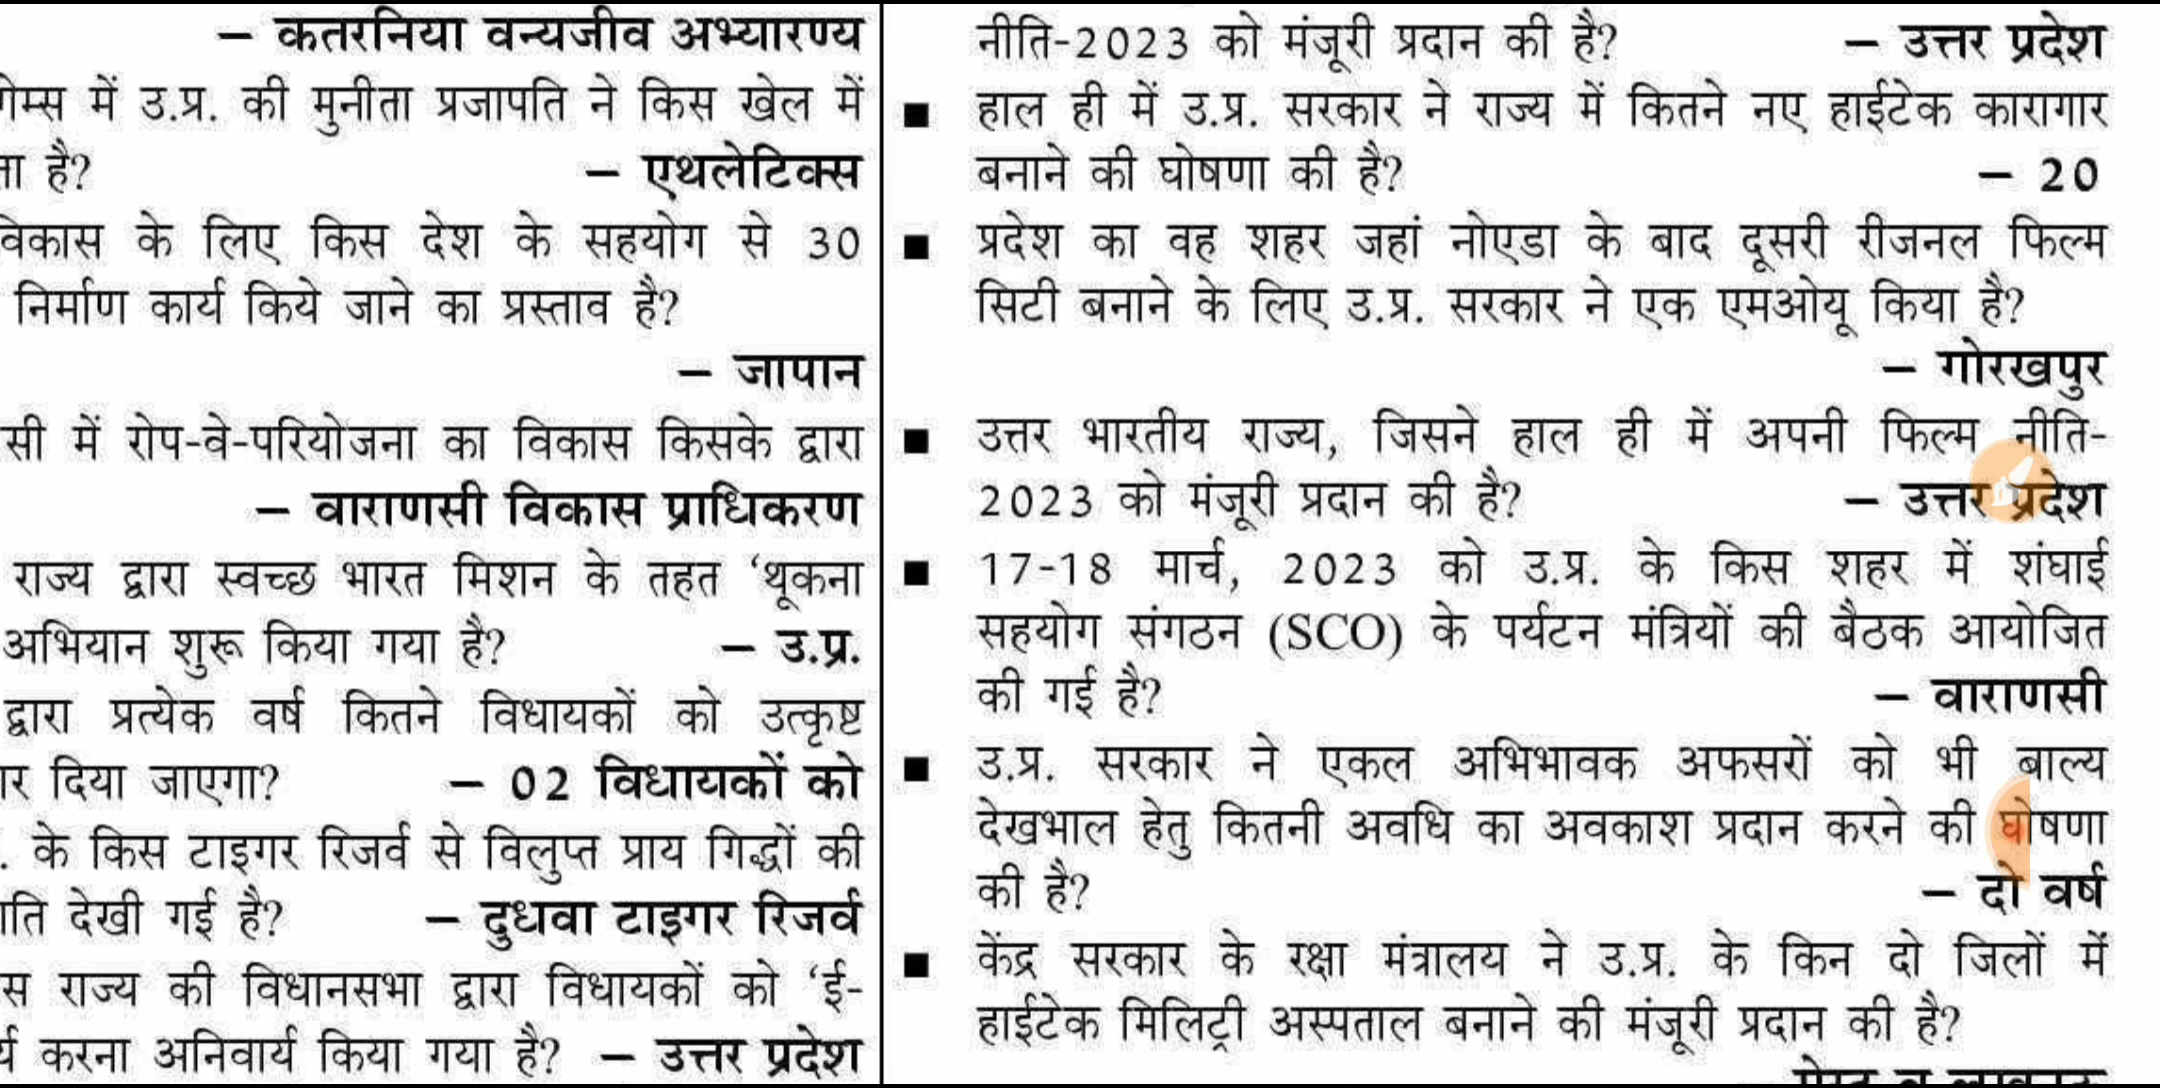 – कतरनिया वन्यजीव अभ्यारण्य
गेम्स में उ.प्र. की मुनीता प्रजापति ने किस खेल में
है? – एथलेटिक्स
विकास के लिए किस देश के सहयोग से 30
निर्माण कार्य किये जाने का प्रस्ताव है?
– जापान
सी में रोप-वे-परियोजना का विकास किसके द्वारा
– वाराणसी विकास प्राधिकरण
राज्य द्वारा स्वच्छ भारत मिशन के तहत ‘थूकना
अभियान शुरू किया गया है? – उ.प्र.
द्वारा प्रत्येक वर्ष कितने विधायकों को उत्कृष्ट
दिया जाएगा? – 02 विधायकों को
. के किस टाइगर रिजर्व से विलुप्त प्राय गिद्धों की
देखी गई है? – दुधवा टाइगर रिजर्व
स राज्य की विधानसभा द्वारा विधायकों को ‘ई-
करना अनिवार्य किया गया है? – उत्तर प्रदेश
नीति-2023 को मंजूरी प्रदान की है? – उत्तर प्रदेश
■ हाल ही में उ.प्र. सरकार ने राज्य में कितने नए हाईटेक कारागार
बनाने की घोषणा की है? – 20
■ प्रदेश का वह शहर जहां नोएडा के बाद दूसरी रीजनल फिल्म
सिटी बनाने के लिए उ.प्र. सरकार ने एक एमओयू किया है?
– गोरखपुर
■ उत्तर भारतीय राज्य, जिसने हाल ही में अपनी फिल्म नीति-
2023 को मंजूरी प्रदान की है? – उत्तर प्रदेश
■ 17-18 मार्च, 2023 को उ.प्र. के किस शहर में शंघाई
सहयोग संगठन (SCO) के पर्यटन मंत्रियों की बैठक आयोजित
की गई है? – वाराणसी
■ उ.प्र. सरकार ने एकल अभिभावक अफसरों को भी बाल्य
देखभाल हेतु कितनी अवधि का अवकाश प्रदान करने की घोषणा
की है? – दो वर्ष
■ केंद्र सरकार के रक्षा मंत्रालय ने उ.प्र. के किन दो जिलों में
हाईटेक मिलिट्री अस्पताल बनाने की मंजूरी प्रदान की है?